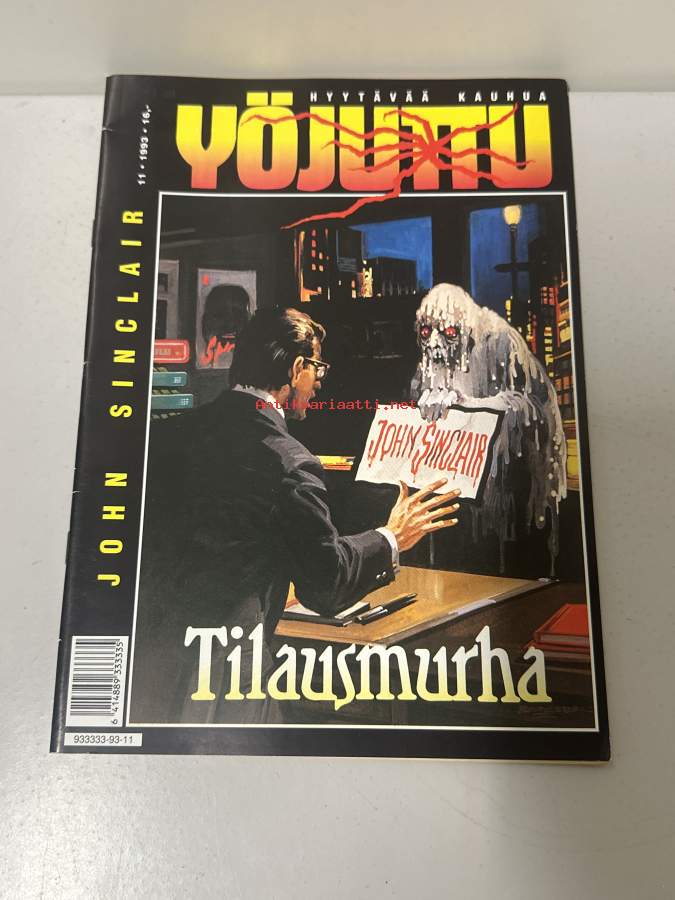 HYYTÄVÄÄ KAUHUA
YÖJUTTU
11 • 1993 • 16,-
JOHN SINCLAIR
Antikvariaatti.net
JOHN SINCLAIR
Tilausmurha
6 414889 333335
933333-93-11